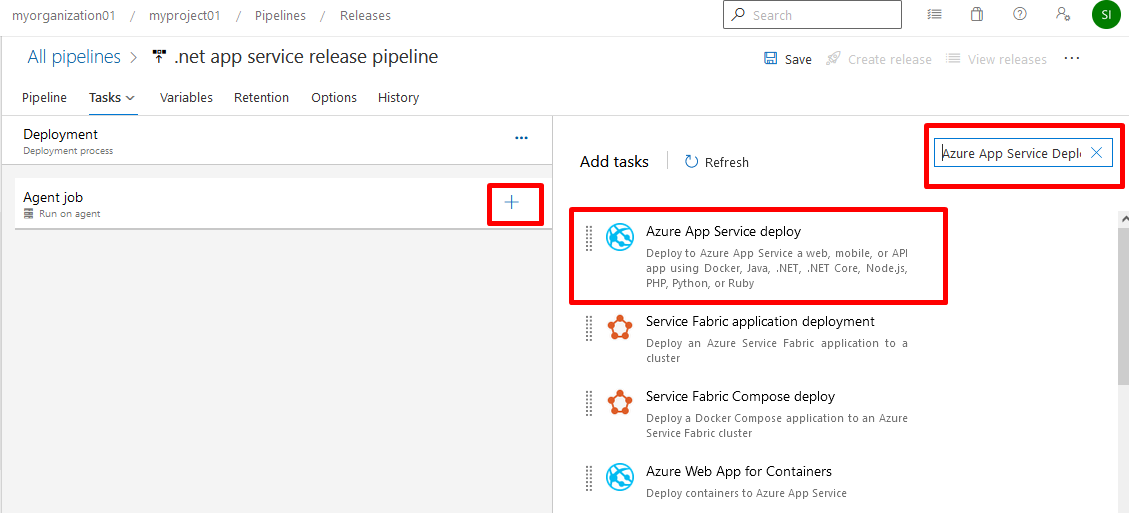 myorganization01 / myproject01 / Pipelines / Releases
Search
SI
All pipelines > .net app service release pipeline
Save Create release View releases ...
Pipeline Tasks Variables Retention Options History
Deployment
Deployment process
...
Agent job
Run on agent
+
Add tasks Refresh
Azure App Service Depl
Azure App Service deploy
Deploy to Azure App Service a web, mobile, or API
app using Docker, Java, .NET, .NET Core, Node.js,
PHP, Python, or Ruby
Service Fabric application deployment
Deploy an Azure Service Fabric application to a
cluster
Service Fabric Compose deploy
Deploy a Docker Compose application to an Azure
Service Fabric cluster
Azure Web App for Containers
Deploy containers to Azure App Service